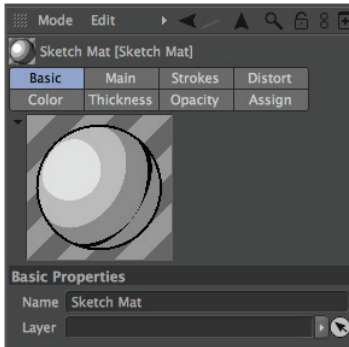 Mode Edit
Sketch Mat [Sketch Mat]
Basic Main Strokes Distort
Color Thickness Opacity Assign
Basic Properties
Name Sketch Mat
Layer